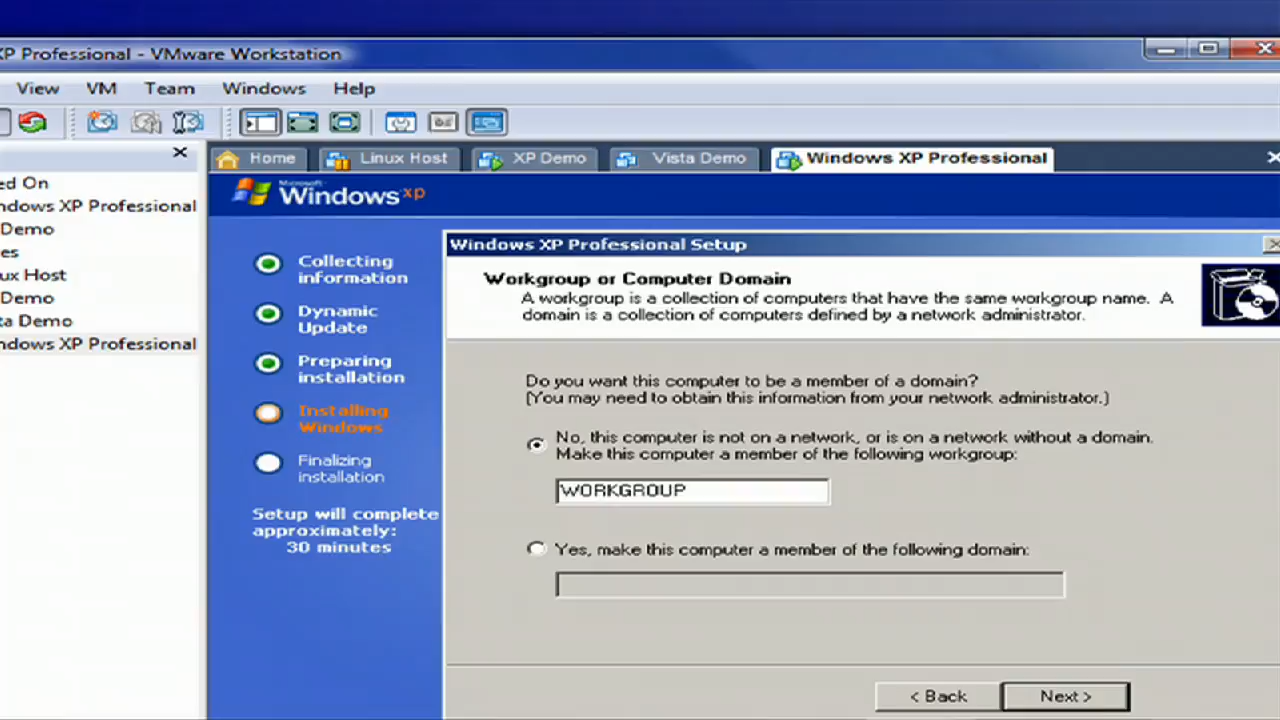 XP Professional - VMware Workstation
View VM Team Windows Help
Home Linux Host XP Demo Vista Demo Windows XP Professional
ed On
ndows XP Professional
Demo
es
ux Host
Demo
ta Demo
ndows XP Professional
Microsoft
Windows xp
Collecting
information
Dynamic
Update
Preparing
installation
Installing
Windows
Finalizing
installation
Setup will complete
approximately:
30 minutes
Windows XP Professional Setup
Workgroup or Computer Domain
A workgroup is a collection of computers that have the same workgroup name. A
domain is a collection of computers defined by a network administrator.
Do you want this computer to be a member of a domain?
(You may need to obtain this information from your network administrator.)
No, this computer is not on a network, or is on a network without a domain.
Make this computer a member of the following workgroup:
WORKGROUP
Yes, make this computer a member of the following domain:
< Back Next >